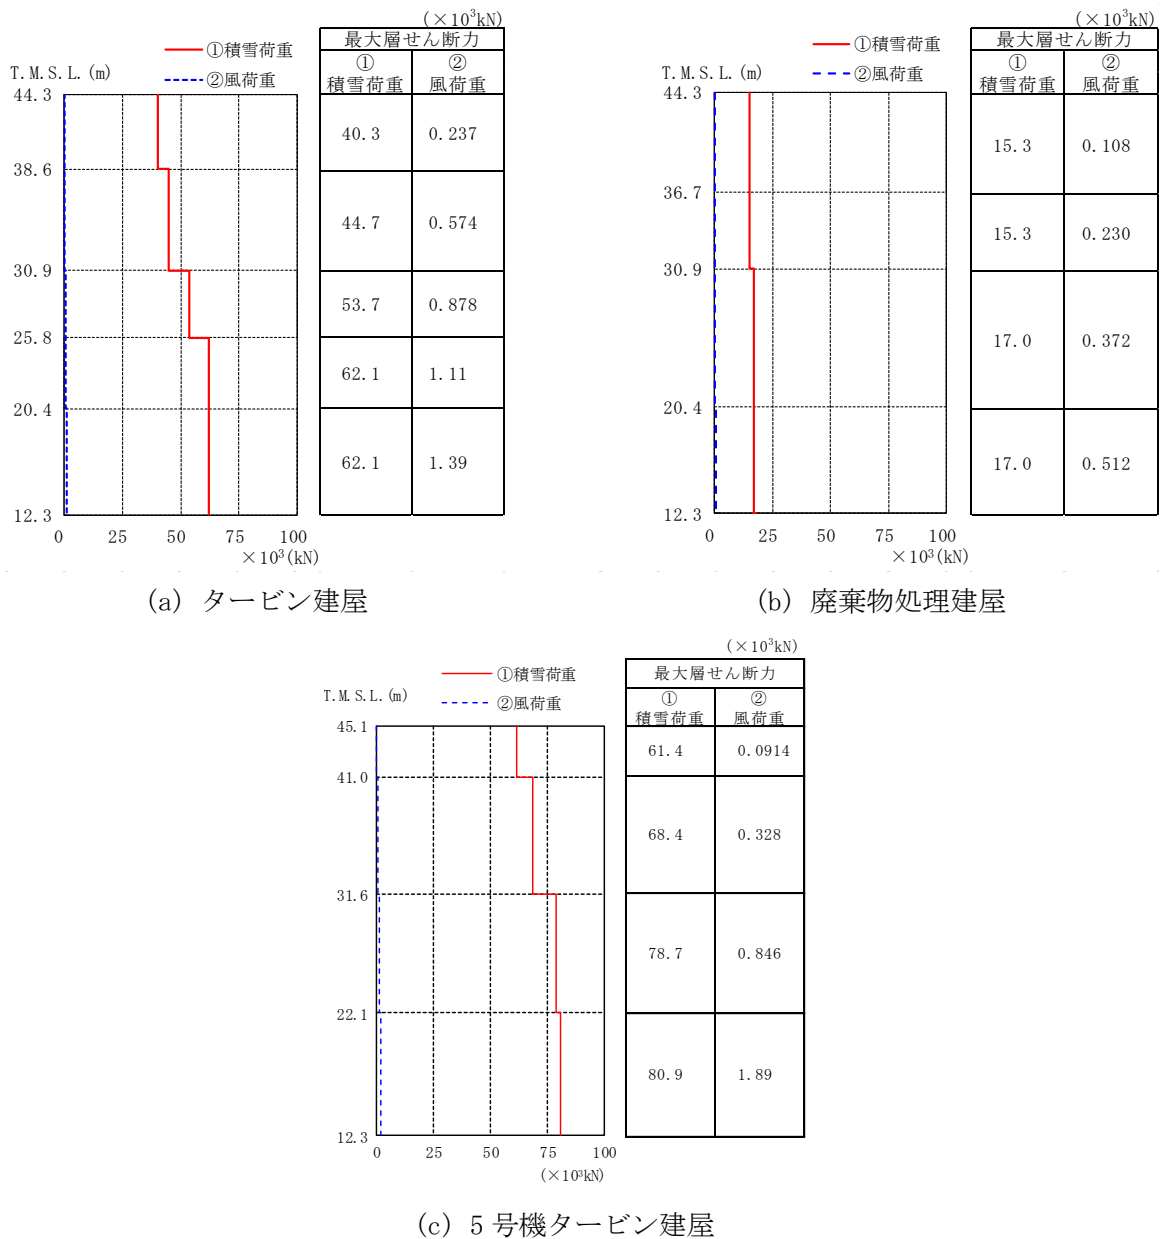 (×10³kN)
①積雪荷重
②風荷重
T.M.S.L.(m)
最大層せん断力
① ②
積雪荷重 風荷重
44.3
40.3 0.237
38.6
44.7 0.574
30.9
53.7 0.878
25.8
62.1 1.11
20.4
62.1 1.39
12.3
0 25 50 75 100
×10³(kN)
(a) タービン建屋
(×10³kN)
①積雪荷重
②風荷重
T.M.S.L.(m)
最大層せん断力
① ②
積雪荷重 風荷重
44.3
15.3 0.108
36.7
15.3 0.230
30.9
17.0 0.372
20.4
17.0 0.512
12.3
0 25 50 75 100
×10³(kN)
(b) 廃棄物処理建屋
(×10³kN)
①積雪荷重
②風荷重
T.M.S.L.(m)
最大層せん断力
① ②
積雪荷重 風荷重
45.1
61.4 0.0914
41.0
68.4 0.328
31.6
78.7 0.846
22.1
80.9 1.89
12.3
0 25 50 75 100
(×10³kN)
(c) 5号機タービン建屋